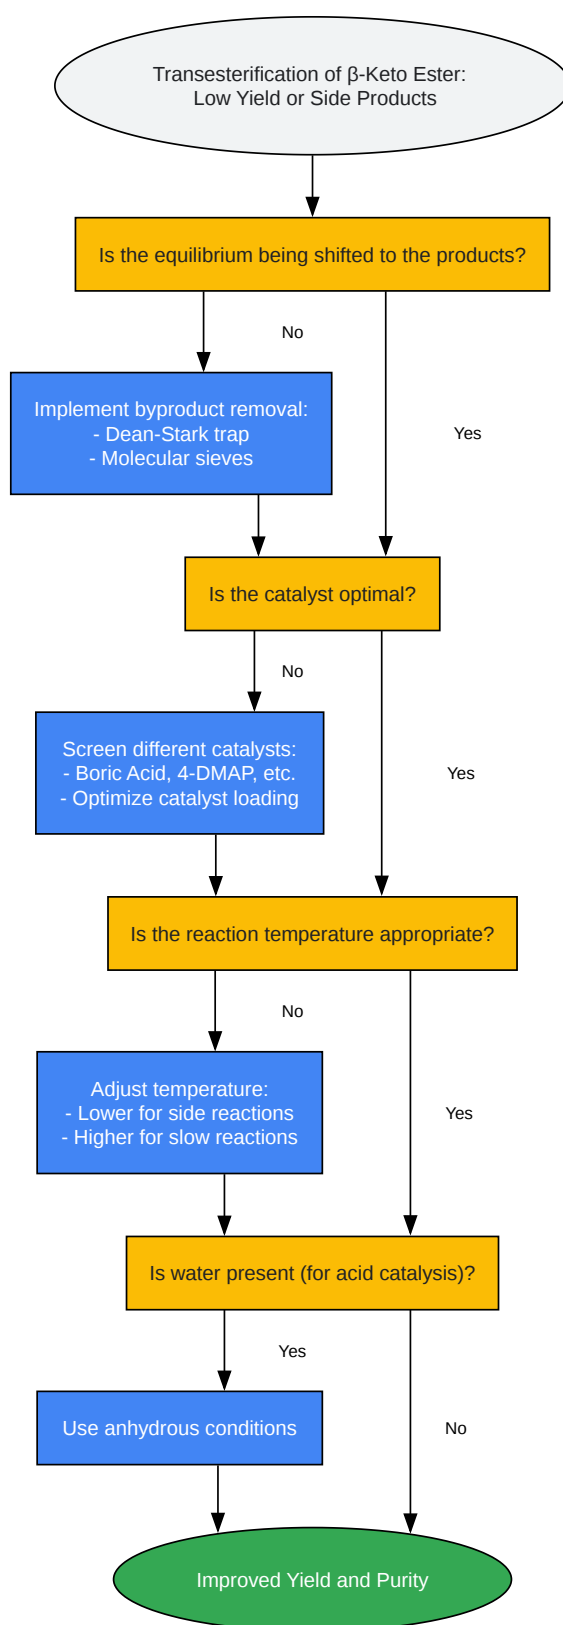 Transesterification of β-Keto Ester:
Low Yield or Side Products
Is the equilibrium being shifted to the products?
No
Implement byproduct removal:
- Dean-Stark trap
- Molecular sieves
Yes
Is the catalyst optimal?
No
Screen different catalysts:
- Boric Acid, 4-DMAP, etc.
- Optimize catalyst loading
Yes
Is the reaction temperature appropriate?
No
Adjust temperature:
- Lower for side reactions
- Higher for slow reactions
Yes
Is water present (for acid catalysis)?
Yes
Use anhydrous conditions
No
Improved Yield and Purity